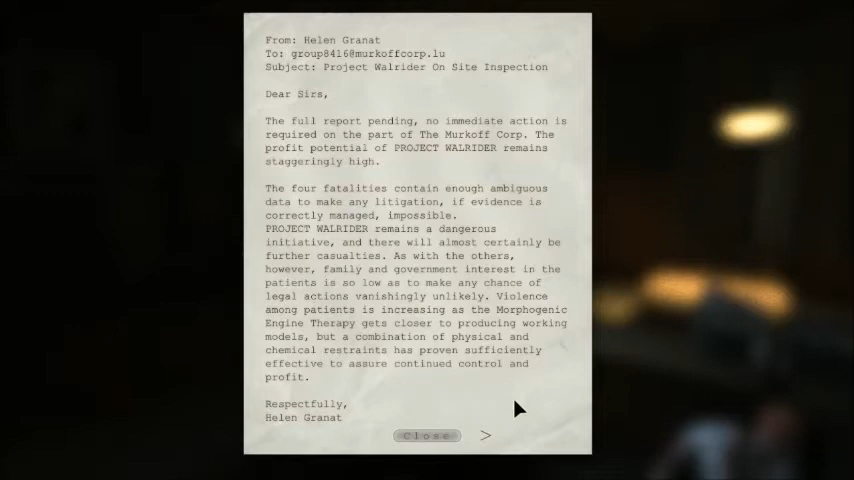 From: Helen Granat
To: group8416@murkoffcorp.lu
Subject: Project Walrider On Site Inspection
Dear Sirs,
The full report pending, no immediate action is
required on the part of The Murkoff Corp. The
profit potential of PROJECT WALRIDER remains
staggeringly high.
The four fatalities contain enough ambiguous
data to make any litigation, if evidence is
correctly managed, impossible.
PROJECT WALRIDER remains a dangerous
initiative, and there will almost certainly be
further casualties. As with the others,
however, family and government interest in the
patients is so low as to make any chance of
legal actions vanishingly unlikely. Violence
among patients is increasing as the Morphogenic
Engine Therapy gets closer to producing working
models, but a combination of physical and
chemical restraints has proven sufficiently
effective to assure continued control and
profit.
Respectfully,
Helen Granat
Close >